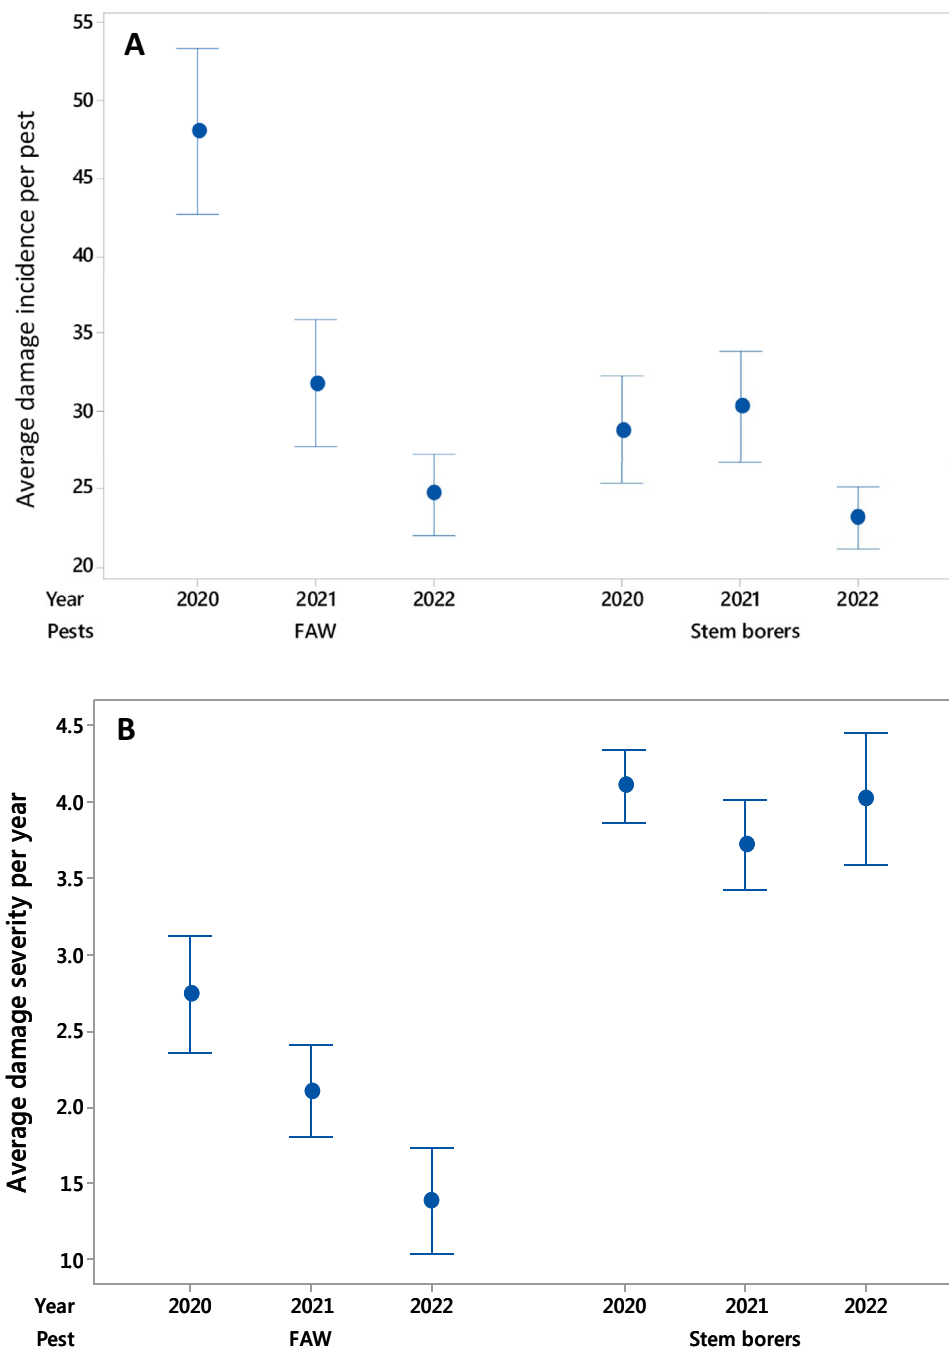 A
Average damage incidence per pest
55
50
45
40
35
30
25
20
Year 2020 2021 2022 2020 2021 2022
Pests FAW Stem borers
B
Average damage severity per year
4.5
4.0
3.5
3.0
2.5
2.0
15
10
Year 2020 2021 2022 2020 2021 2022
Pest FAW Stem borers